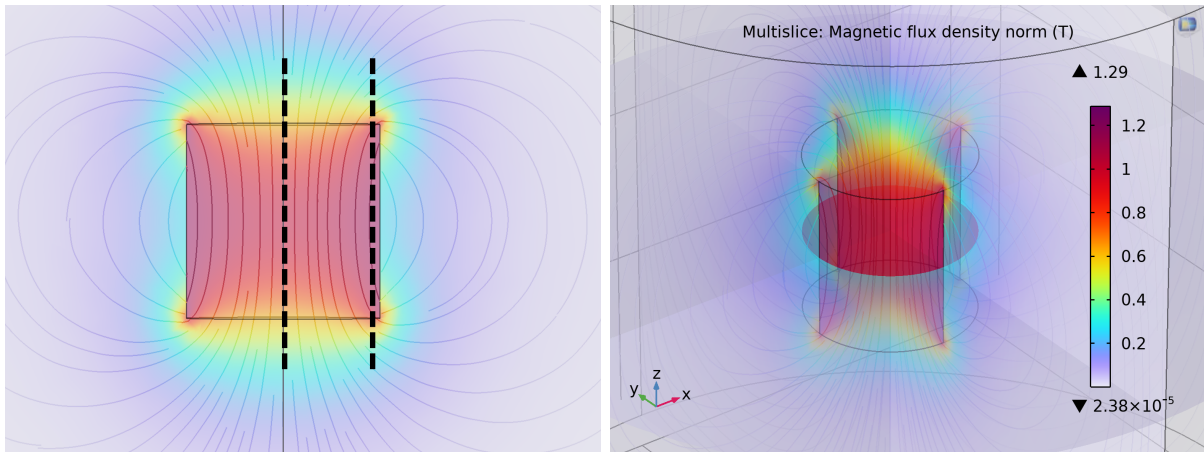 Multislice: Magnetic flux density norm (T)
▲ 1.29
1.2
1
0.8
0.6
0.4
0.2
▼ 2.38×10⁻⁵
z
y
x